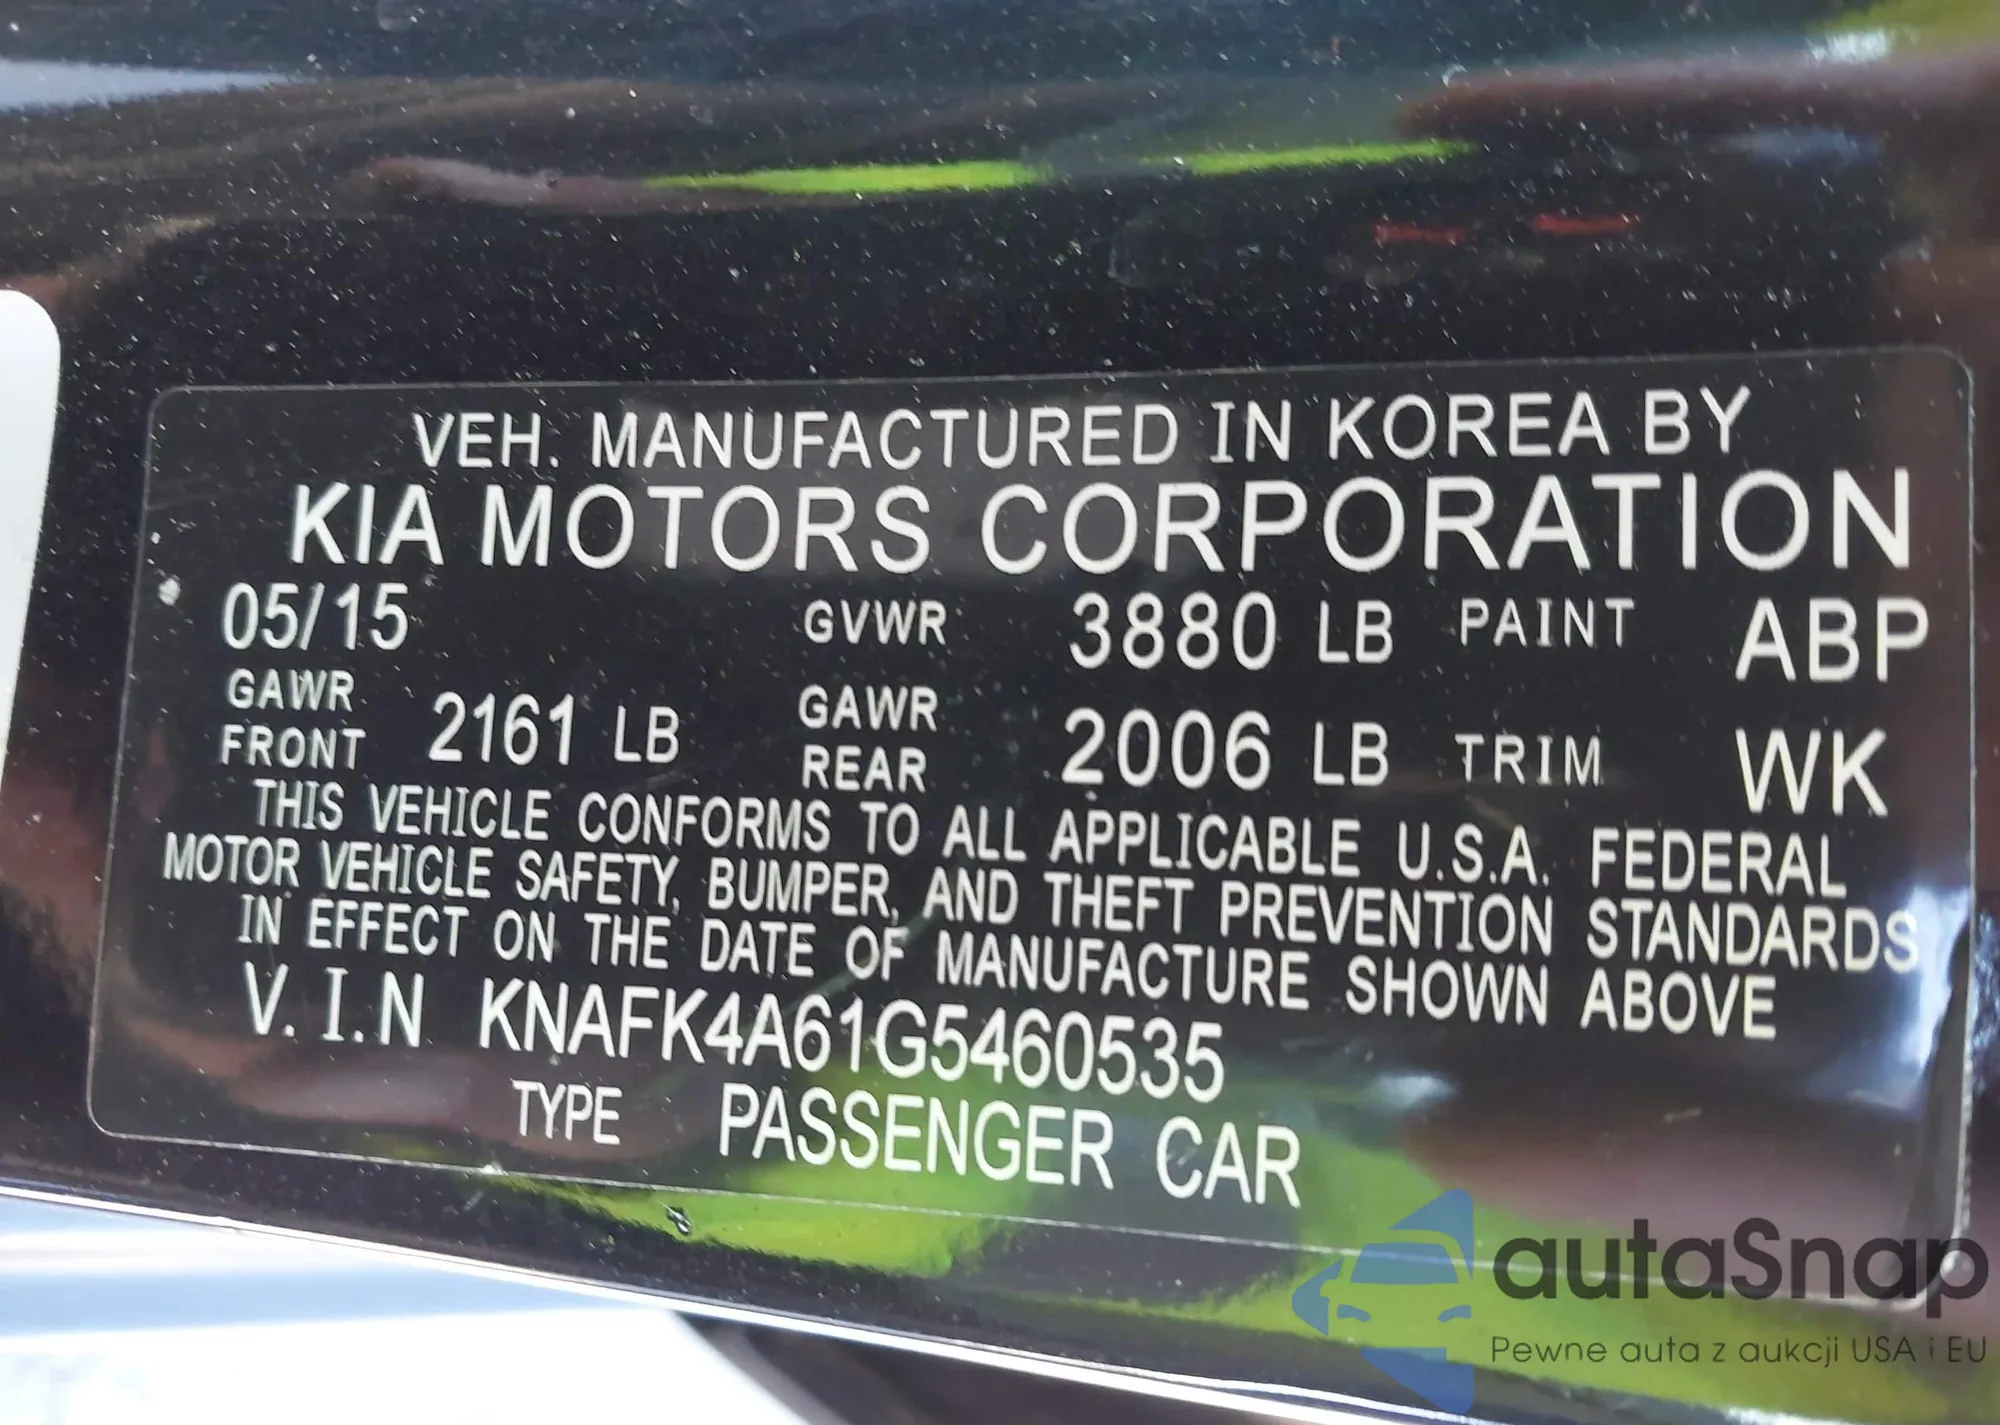 VEH. MANUFACTURED IN KOREA BY
KIA MOTORS CORPORATION
05/15 GVWR 3880 LB PAINT ABP
GAWR FRONT 2161 LB GAWR REAR 2006 LB TRIM WK
THIS VEHICLE CONFORMS TO ALL APPLICABLE U.S.A. FEDERAL
MOTOR VEHICLE SAFETY, BUMPER, AND THEFT PREVENTION STANDARDS
IN EFFECT ON THE DATE OF MANUFACTURE SHOWN ABOVE
V.I.N KNAFK4A61G5460535
TYPE PASSENGER CAR
autaSnap
Pewne auta z aukcji USA i EU